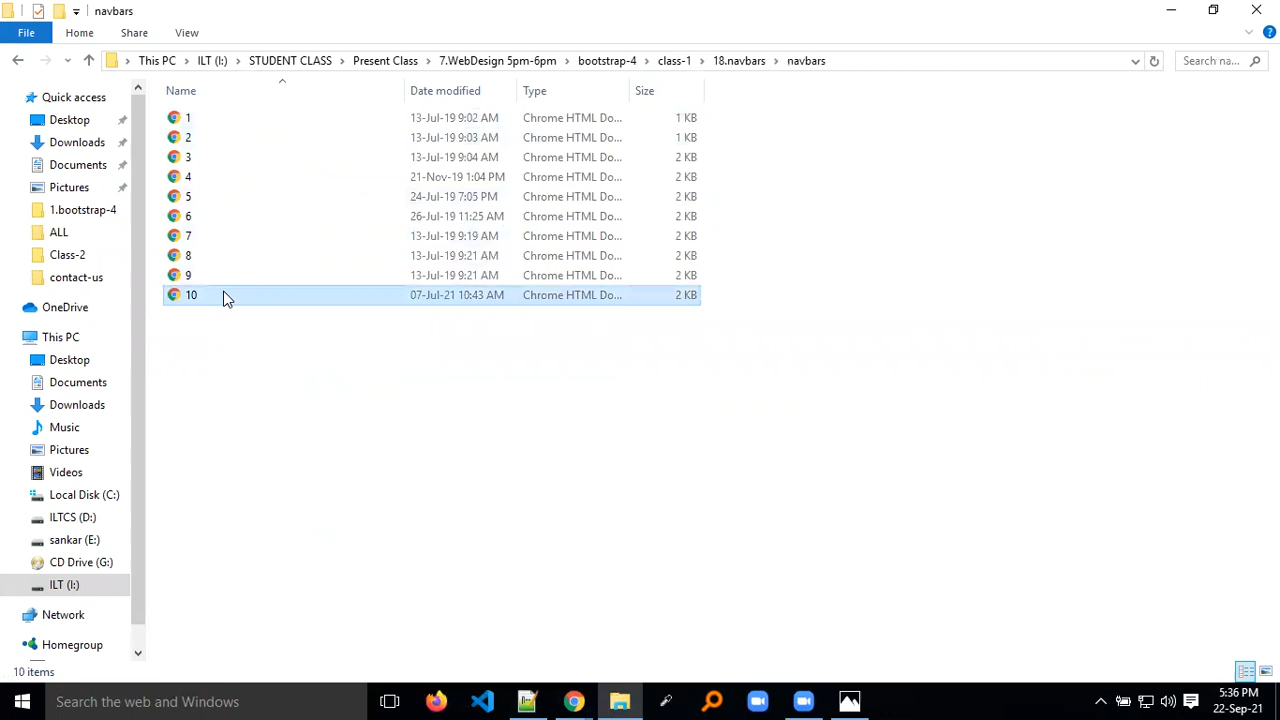 navbars
File Home Share View
This PC ILT (I:) STUDENT CLASS Present Class 7.WebDesign 5pm-6pm bootstrap-4 class-1 18.navbars navbars
Search na...
Name Date modified Type Size
1 13-Jul-19 9:02 AM Chrome HTML Do... 1 KB
2 13-Jul-19 9:03 AM Chrome HTML Do... 1 KB
3 13-Jul-19 9:04 AM Chrome HTML Do... 2 KB
4 21-Nov-19 1:04 PM Chrome HTML Do... 2 KB
5 24-Jul-19 7:05 PM Chrome HTML Do... 2 KB
6 26-Jul-19 11:25 AM Chrome HTML Do... 2 KB
7 13-Jul-19 9:19 AM Chrome HTML Do... 2 KB
8 13-Jul-19 9:21 AM Chrome HTML Do... 2 KB
9 13-Jul-19 9:21 AM Chrome HTML Do... 2 KB
10 07-Jul-21 10:43 AM Chrome HTML Do... 2 KB
Quick access
Desktop
Downloads
Documents
Pictures
1.bootstrap-4
ALL
Class-2
contact-us
OneDrive
This PC
Desktop
Documents
Downloads
Music
Pictures
Videos
Local Disk (C:)
ILTCS (D:)
sankar (E:)
CD Drive (G:)
ILT (I:)
Network
Homegroup
10 items
Search the web and Windows
5:36 PM
22-Sep-21